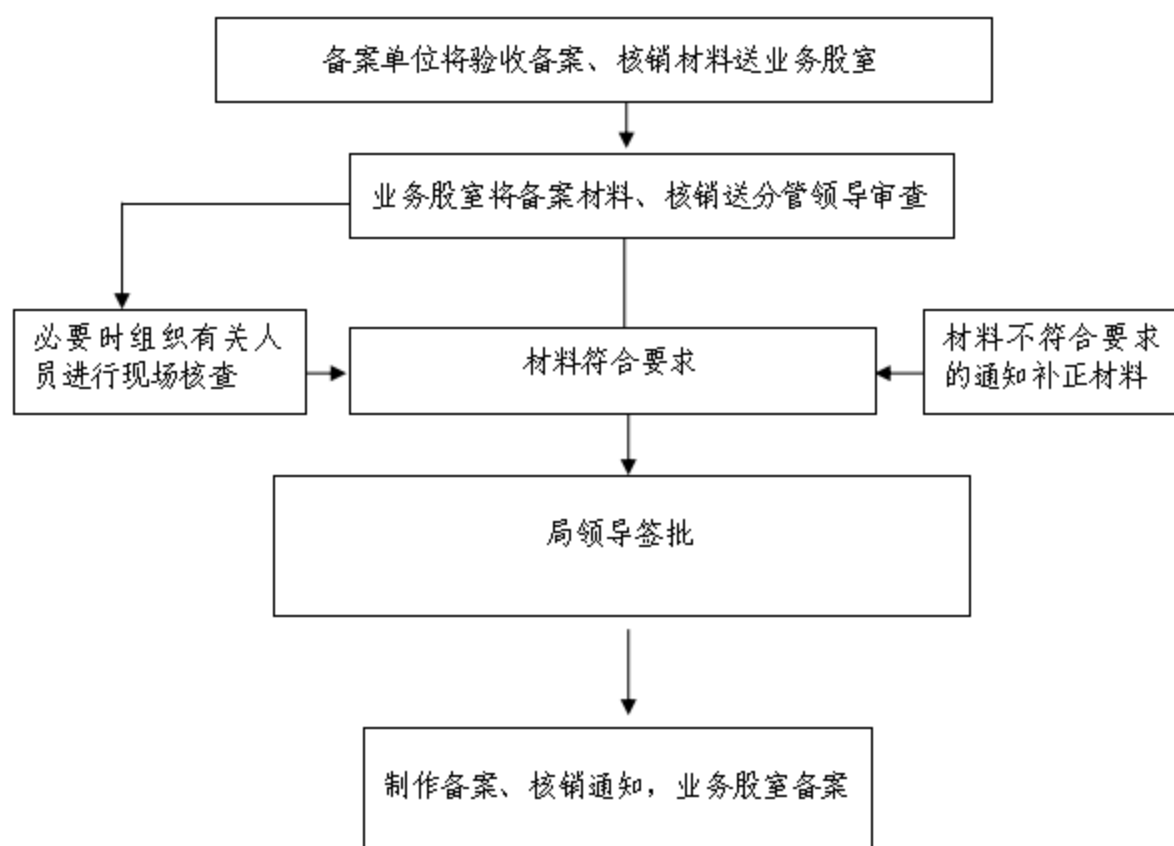 备案单位将验收备案、核销材料送业务股室
业务股室将备案材料、核销送分管领导审查
必要时组织有关人
员进行现场核查
材料符合要求
材料不符合要求
的通知补正材料
局领导签批
制作备案、核销通知，业务股室备案